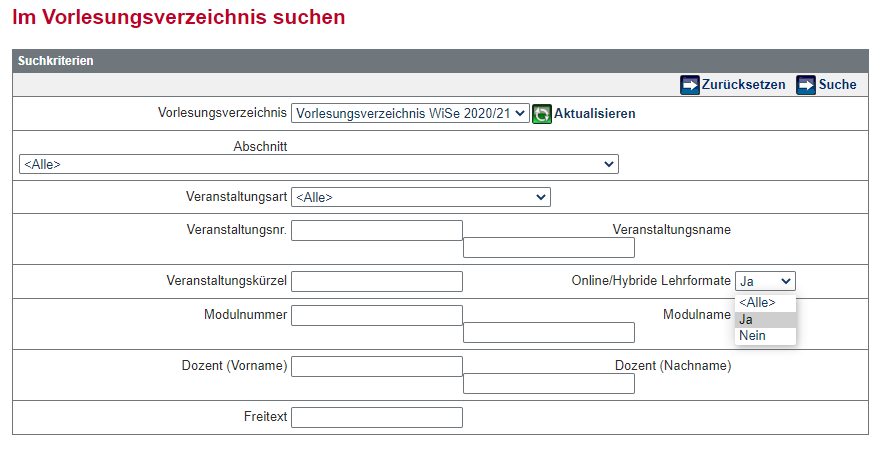 Im Vorlesungsverzeichnis suchen
Suchkriterien
Zurücksetzen Suche
Vorlesungsverzeichnis Vorlesungsverzeichnis WiSe 2020/21 Aktualisieren
Abschnitt
<Alle>
Veranstaltungsart <Alle>
Veranstaltungsnr. Veranstaltungsname
Veranstaltungskürzel Online/Hybride Lehrformate Ja
<Alle>
Modulnummer Modulname Ja
Nein
Dozent (Vorname) Dozent (Nachname)
Freitext